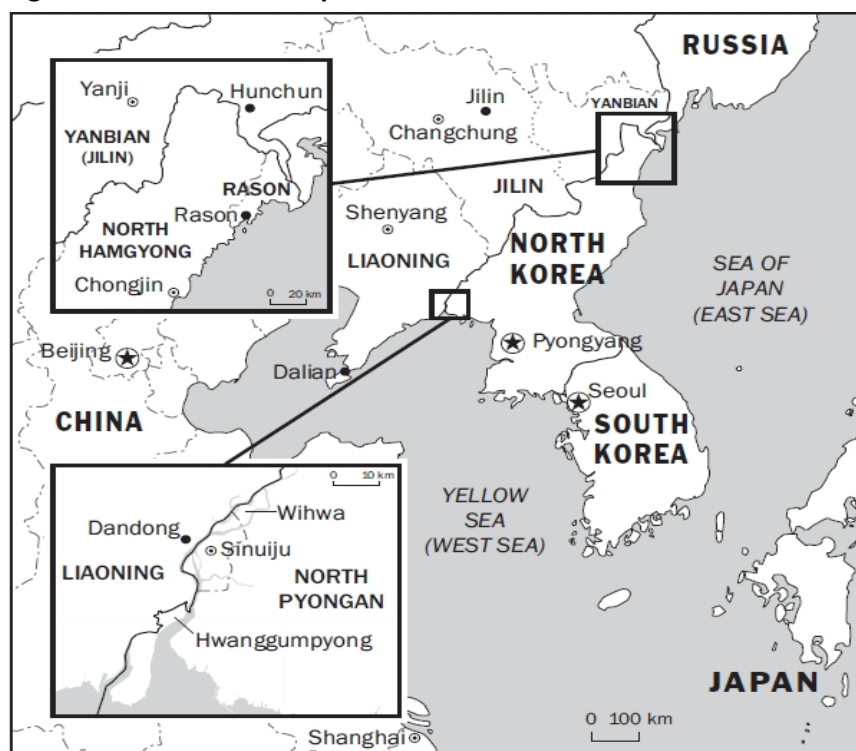 RUSSIA
Yanji
Hunchun
YANBIAN
(JILIN)
RASON
Rason
NORTH
HAMGYONG
Chongjin
0 20 km
Jilin
Changchung
YANBIAN
JILIN
Shenyang
LIAONING
NORTH
KOREA
SEA OF
JAPAN
(EAST SEA)
Beijing
Dalian
Pyongyang
Seoul
CHINA
SOUTH
KOREA
YELLOW
SEA
(WEST SEA)
0 10 km
Wihwa
Dandong
Sinuiju
LIAONING
NORTH
PYONGAN
Hwanggumpyong
JAPAN
0 100 km
Shanghai